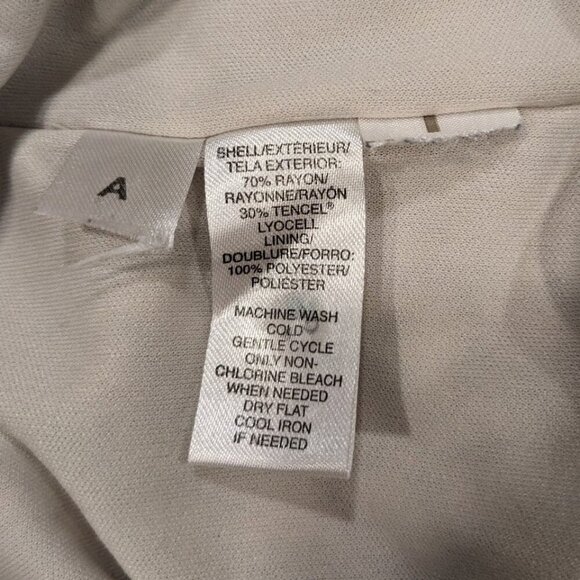 A
SHELL/EXTÉRIEUR/
TELA EXTERIOR:
70% RAYON/
RAYONNE/RAYÓN
30% TENCEL®
LYOCELL
LINING/
DOUBLURE/FORRO:
100% POLYESTER/
POLIESTER
MACHINE WASH
COLD
GENTLE CYCLE
ONLY NON-
CHLORINE BLEACH
WHEN NEEDED
DRY FLAT
COOL IRON
IF NEEDED